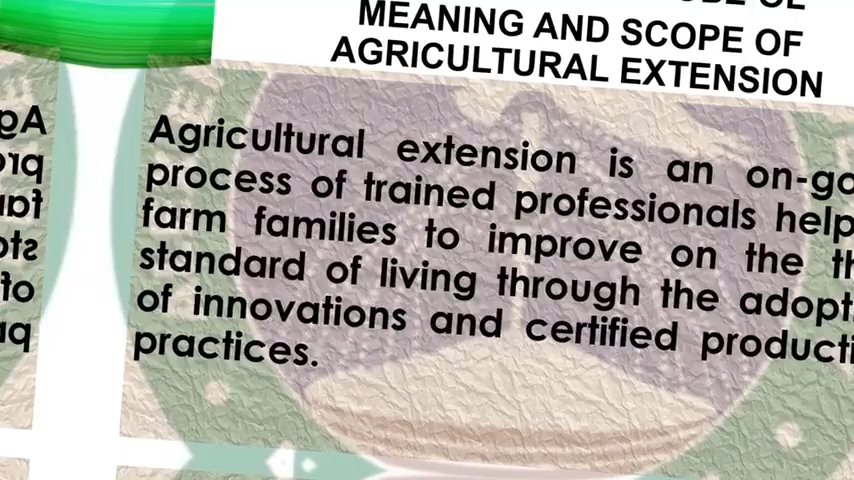 MEANING AND SCOPE OF
AGRICULTURAL EXTENSION
Agricultural extension is an on-go
process of trained professionals help
farm families to improve on the th
standard of living through the adopt
of innovations and certified producti
practices.